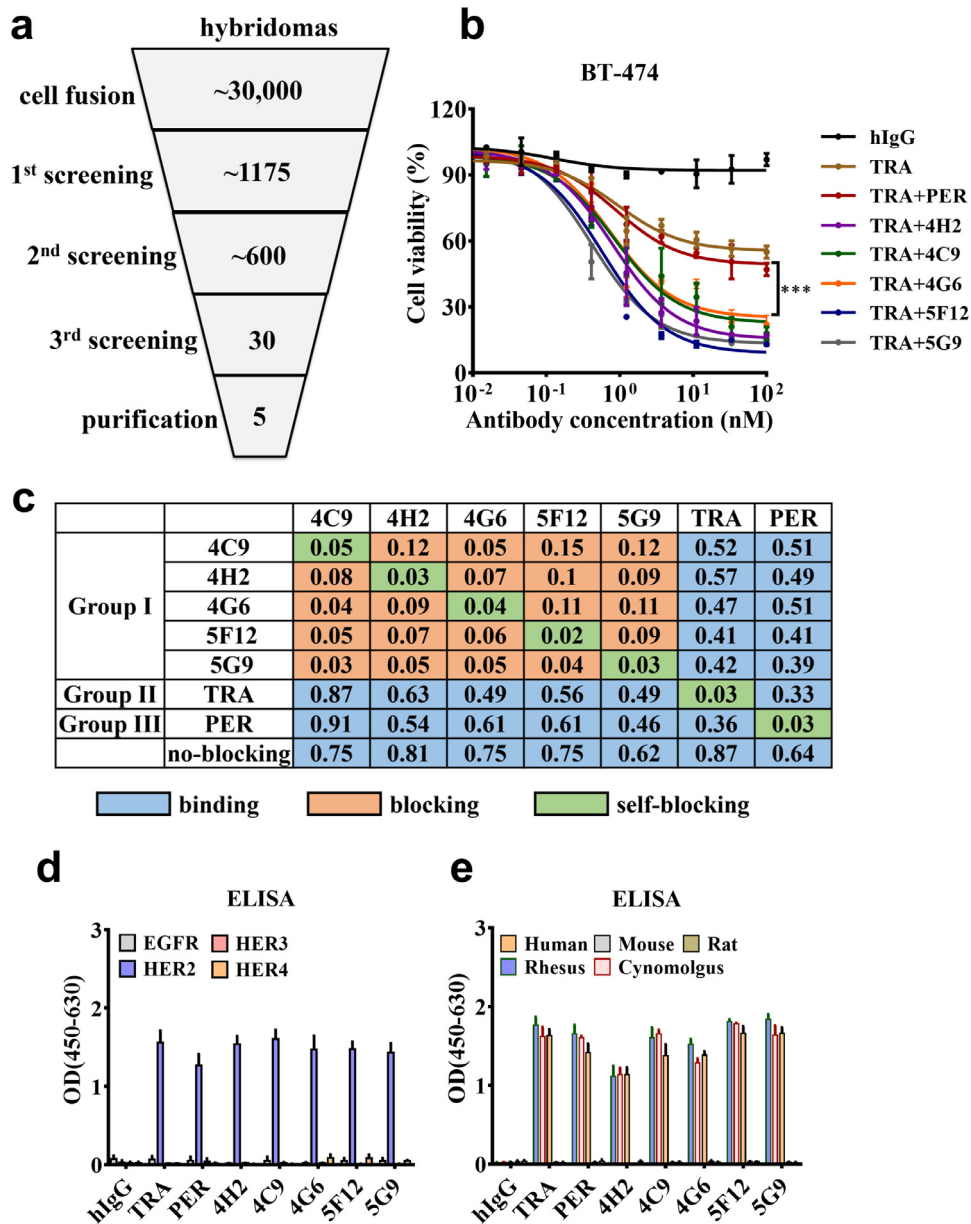 a
hybridomas
cell fusion ~30,000
1st screening ~1175
2nd screening ~600
3rd screening 30
purification 5
b
BT-474
Cell viability (%)
120
90
60
30
0
10-2 10-1 100 101 102
Antibody concentration (nM)
***
hIgG
TRA
TRA+PER
TRA+4H2
TRA+4C9
TRA+4G6
TRA+5F12
TRA+5G9
c
4C9 4H2 4G6 5F12 5G9 TRA PER
Group I
4C9 0.05 0.12 0.05 0.15 0.12 0.52 0.51
4H2 0.08 0.03 0.07 0.1 0.09 0.57 0.49
4G6 0.04 0.09 0.04 0.11 0.11 0.47 0.51
5F12 0.05 0.07 0.06 0.02 0.09 0.41 0.41
5G9 0.03 0.05 0.05 0.04 0.03 0.42 0.39
Group II TRA 0.87 0.63 0.49 0.56 0.49 0.03 0.33
Group III PER 0.91 0.54 0.61 0.61 0.46 0.36 0.03
no-blocking 0.75 0.81 0.75 0.75 0.62 0.87 0.64
binding blocking self-blocking
d
ELISA
OD(450-630)
3
2
1
0
EGFR HER3
HER2 HER4
hIgG TRA PER 4H2 4C9 4G6 5F12 5G9
e
ELISA
OD(450-630)
3
2
1
0
Human Mouse Rat
Rhesus Cynomolgus
hIgG TRA PER 4H2 4C9 4G6 5F12 5G9